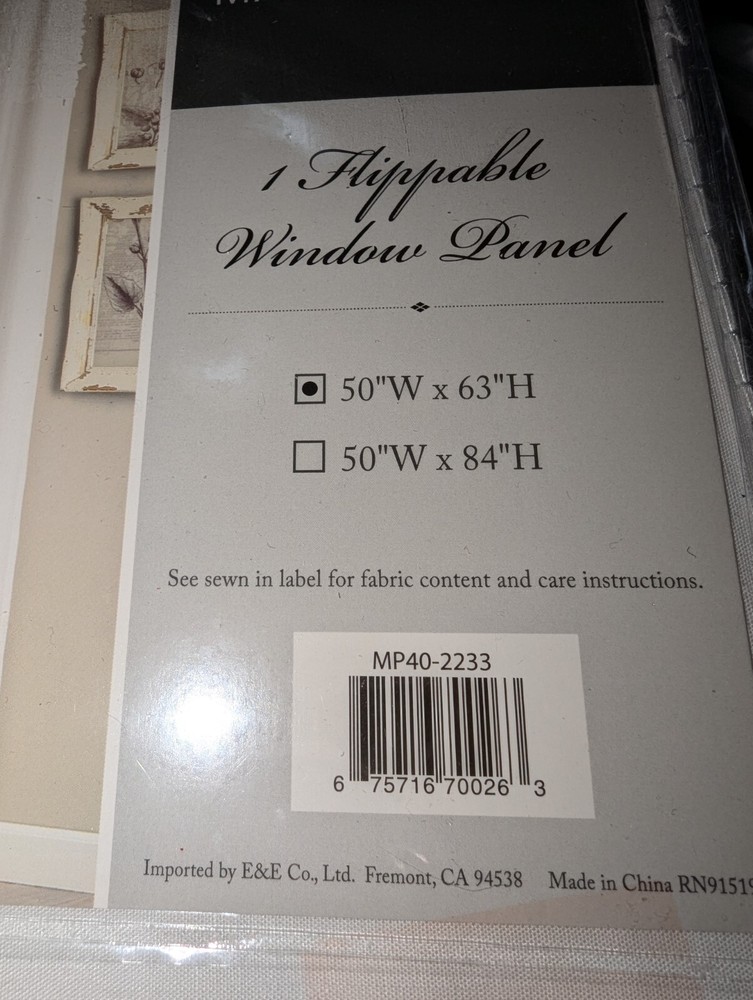 1 Flippable
Window Panel
50"W x 63"H
50"W x 84"H
See sewn in label for fabric content and care instructions.
MP40-2233
6 75716 70026 3
Imported by E&E Co., Ltd. Fremont, CA 94538 Made in China RN91519